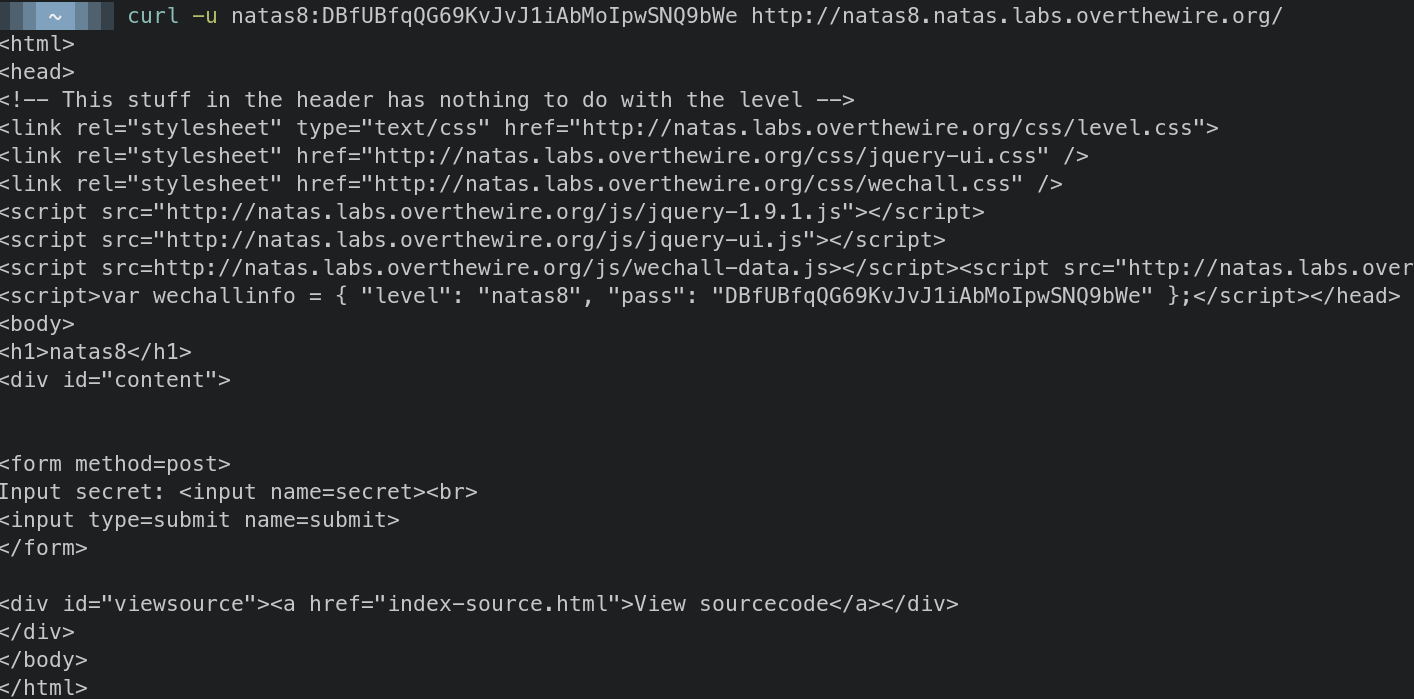 ~ curl -u natas8:DBfUBfqQG69KvJvJ1iAbMoIpwSNQ9bWe http://natas8.natas.labs.overthewire.org/
<html>
<head>
<!-- This stuff in the header has nothing to do with the level -->
<link rel="stylesheet" type="text/css" href="http://natas.labs.overthewire.org/css/level.css">
<link rel="stylesheet" href="http://natas.labs.overthewire.org/css/jquery-ui.css" />
<link rel="stylesheet" href="http://natas.labs.overthewire.org/css/wechall.css" />
<script src="http://natas.labs.overthewire.org/js/jquery-1.9.1.js"></script>
<script src="http://natas.labs.overthewire.org/js/jquery-ui.js"></script>
<script src=http://natas.labs.overthewire.org/js/wechall-data.js></script><script src="http://natas.labs.over
<script>var wechallinfo = { "level": "natas8", "pass": "DBfUBfqQG69KvJvJ1iAbMoIpwSNQ9bWe" };</script></head>
<body>
<h1>natas8</h1>
<div id="content">
<form method=post>
Input secret: <input name=secret><br>
<input type=submit name=submit>
</form>
<div id="viewsource"><a href="index-source.html">View sourcecode</a></div>
</div>
</body>
</html>